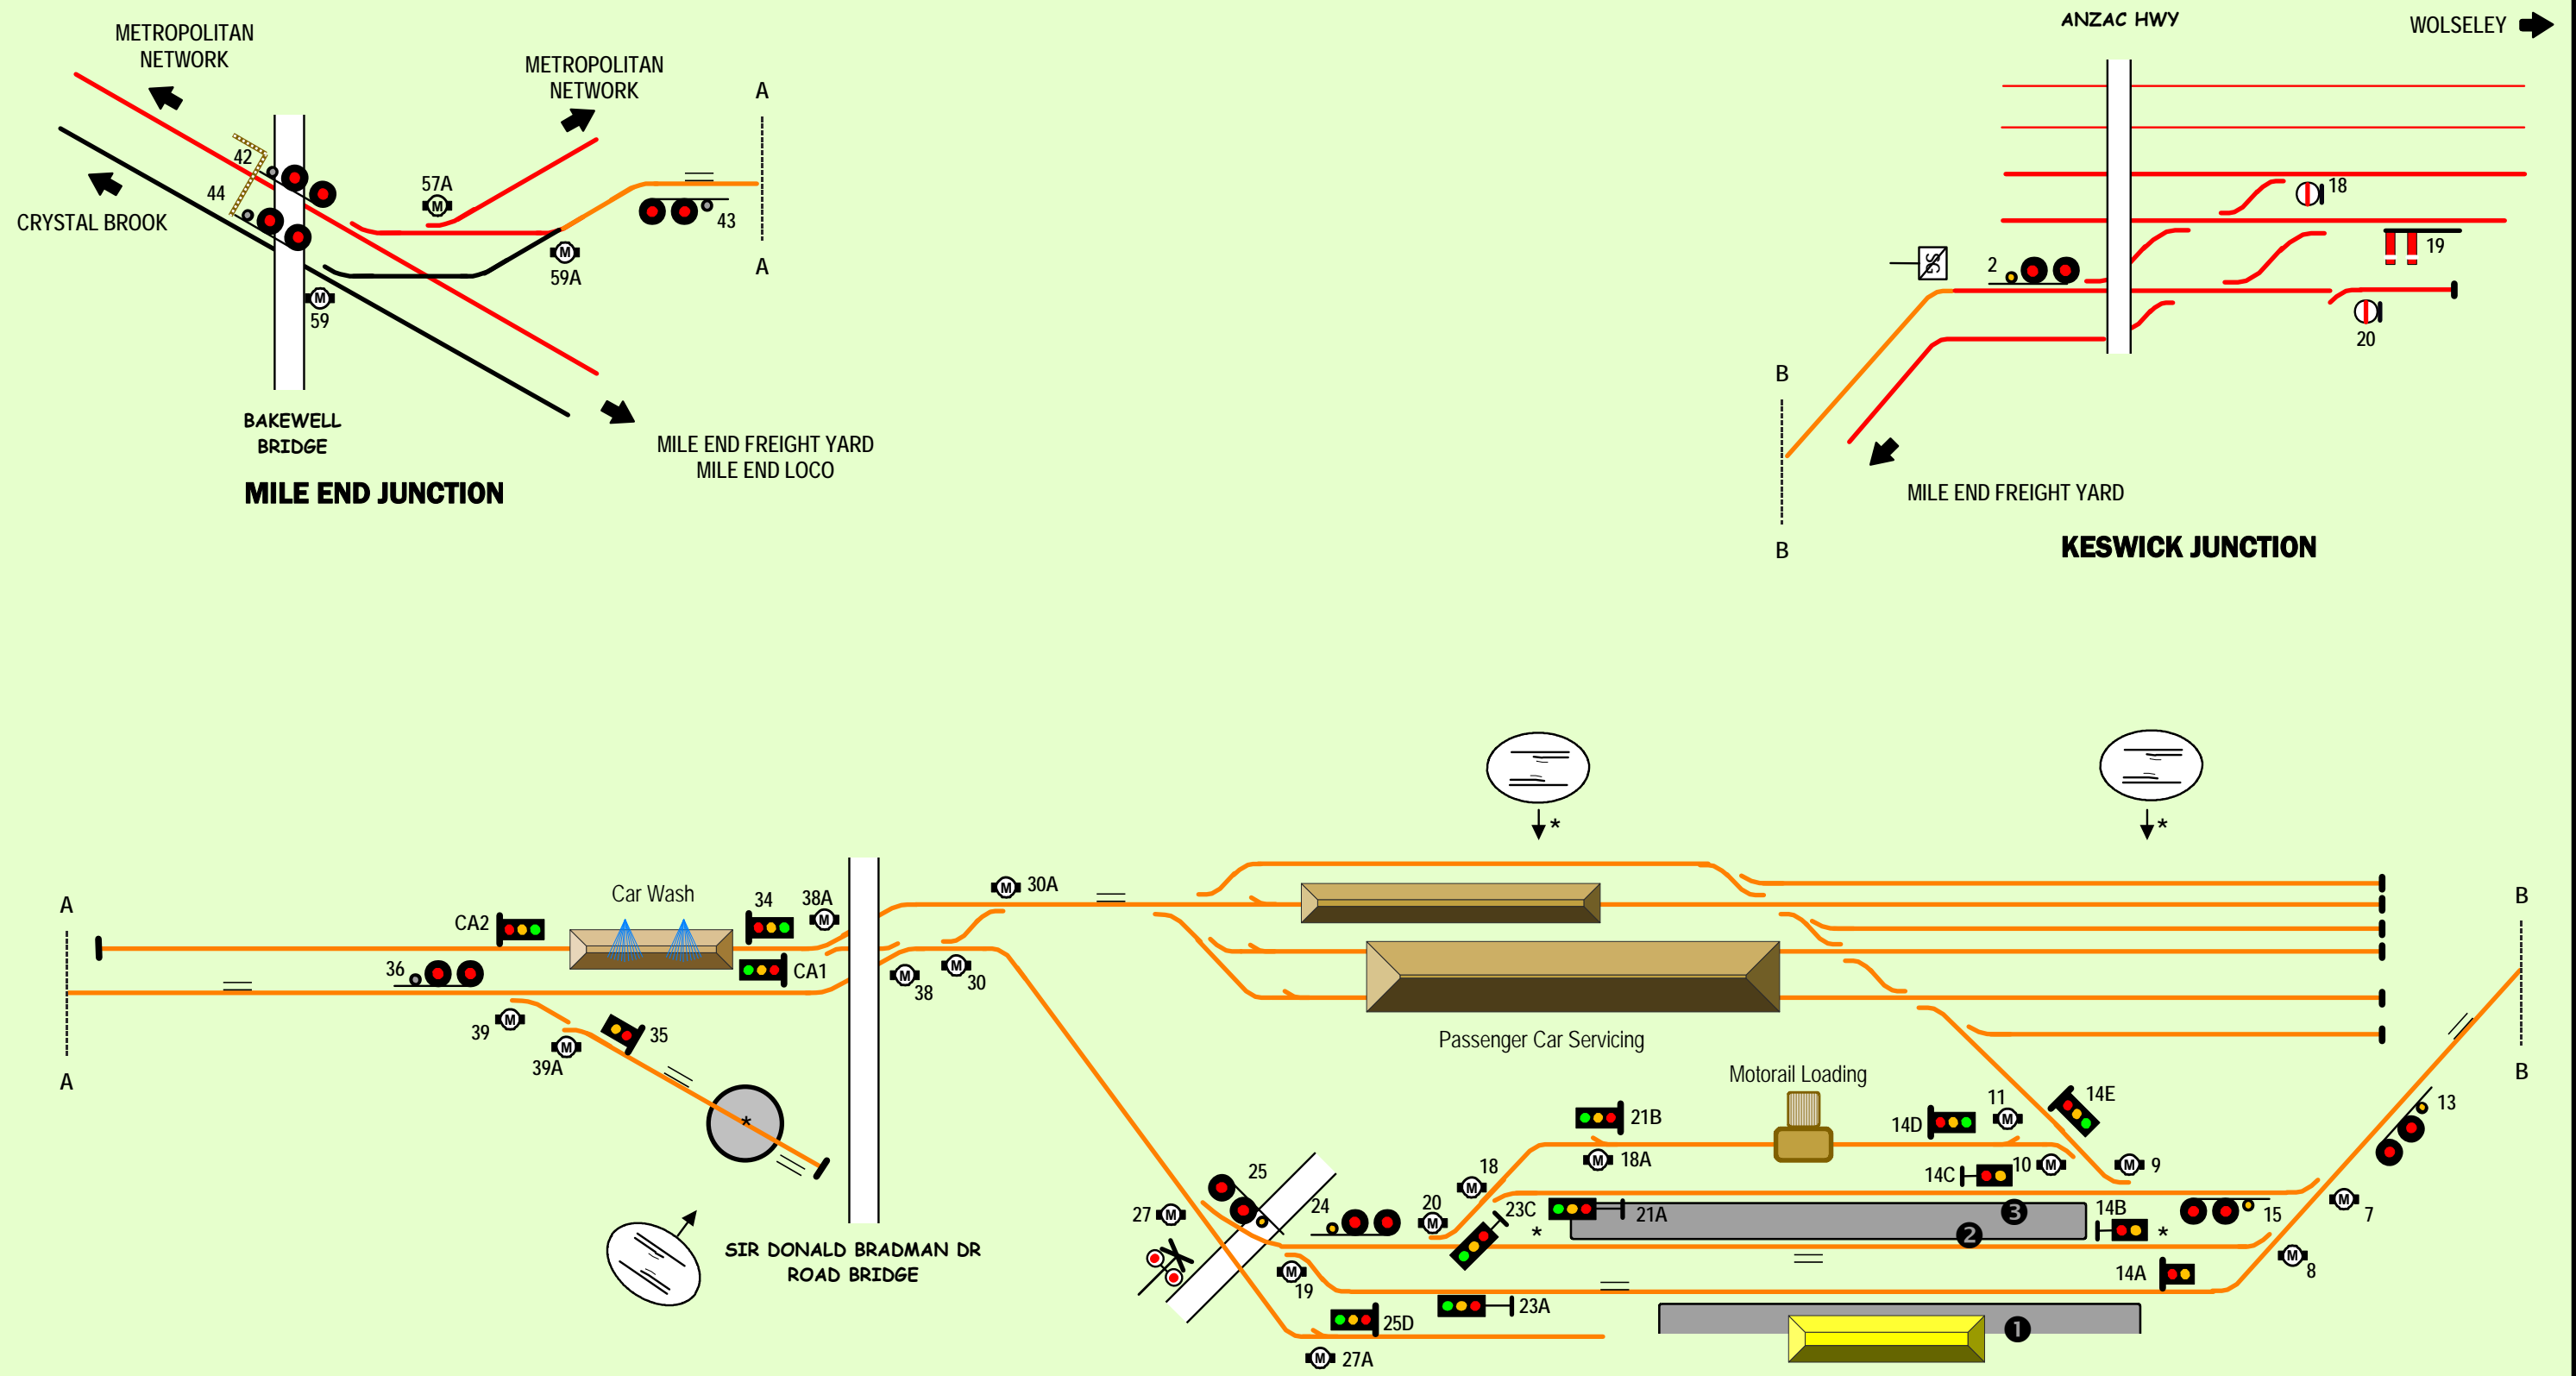 METROPOLITAN
NETWORK
METROPOLITAN
NETWORK
A
42
44
57A
M
CRYSTAL BROOK
43
M
59A
A
M
59
BAKEWELL
BRIDGE
MILE END FREIGHT YARD
MILE END LOCO
MILE END JUNCTION
ANZAC HWY
WOLSELEY
18
19
SG
2
20
B
MILE END FREIGHT YARD
KESWICK JUNCTION
B
*
*
A
Car Wash
CA2
34
38A
M
M
30A
B
36
CA1
M
38
M
30
39
M
35
M
39A
A
*
Passenger Car Servicing
Motorail Loading
B
21B
14D
11
M
14E
13
M
18A
14C
10
M
M
9
25
18
M
27
M
24
20
M
23C
*
21A
3
2
14B
*
15
M
7
M
19
M
8
14A
23A
25D
1
M
27A
SIR DONALD BRADMAN DR
ROAD BRIDGE